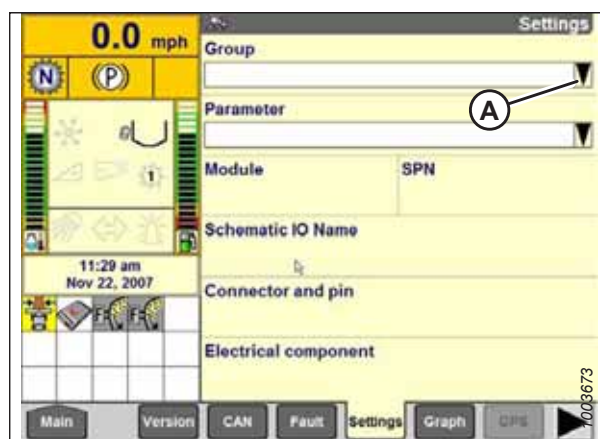 0.0 mph
Settings
Group
N (P)
A
Parameter
1
Module SPN
Schematic IO Name
11:29 am
Nov 22, 2007
Connector and pin
Electrical component
Main Version CAN Fault Settings Graph GPS
1003673